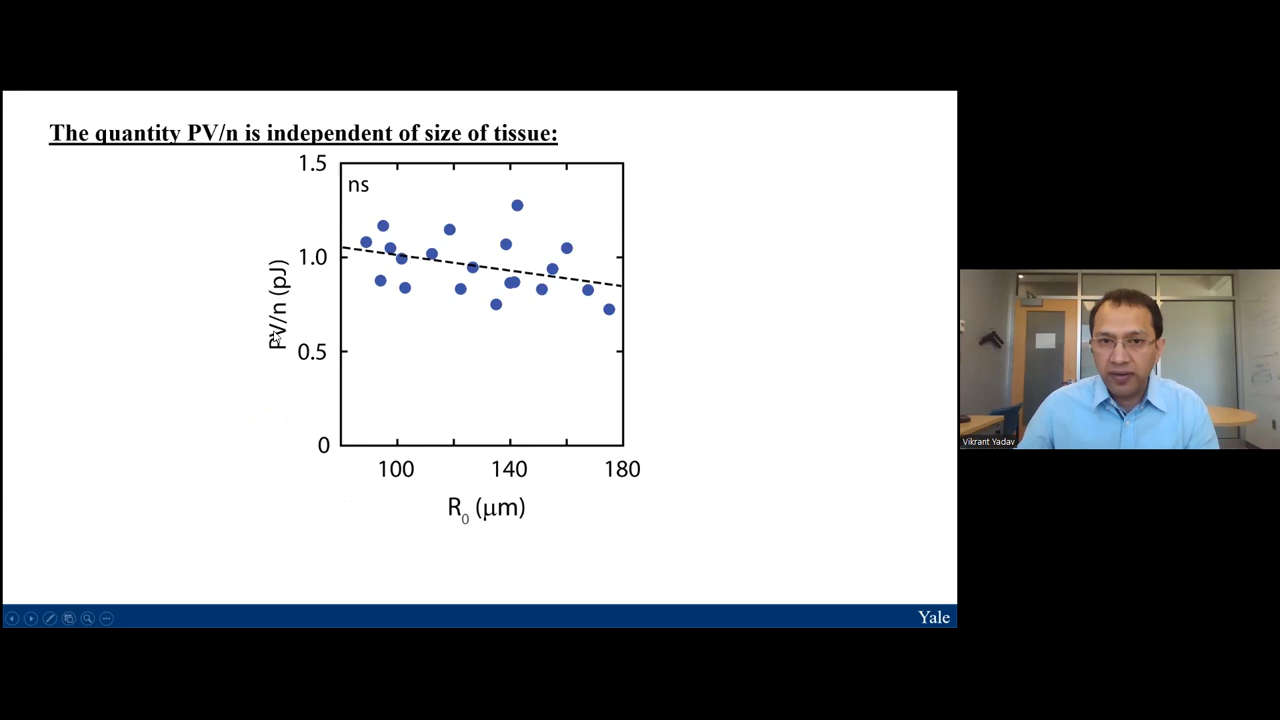 The quantity PV/n is independent of size of tissue:
1.5
ns
1.0
PV/n (pJ)
0.5
0
100
140
180
R0 (μm)
Yale
Vikrant Yadav